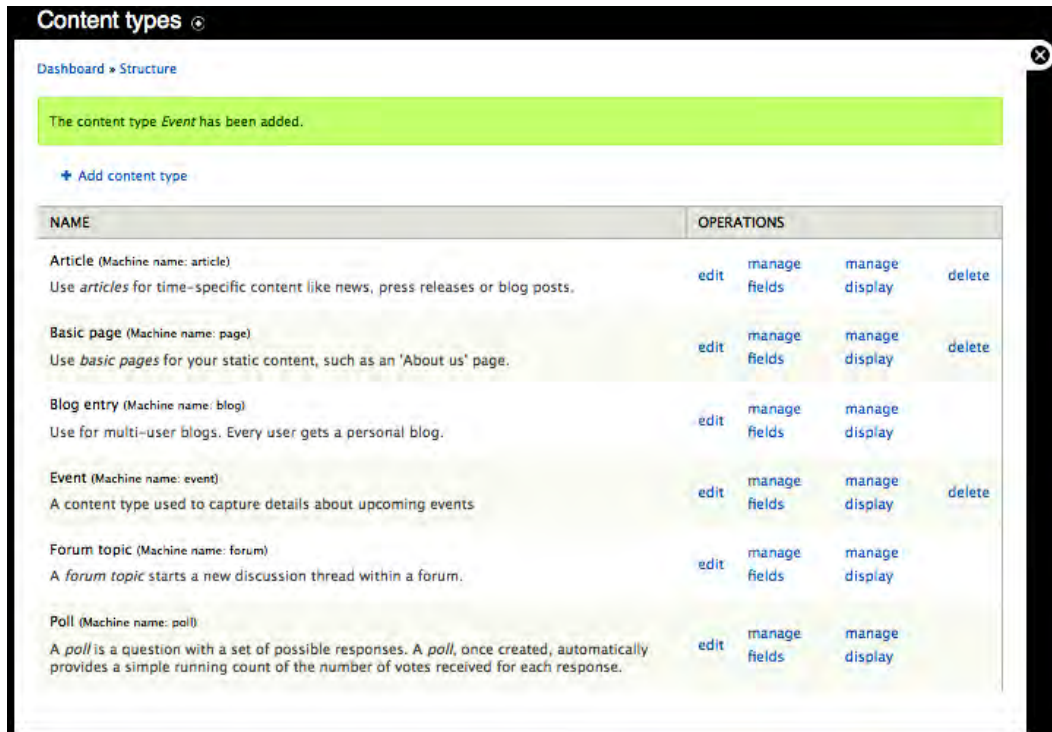 Content types
Dashboard » Structure
The content type Event has been added.
+ Add content type
NAME OPERATIONS
Article (Machine name: article)
Use articles for time-specific content like news, press releases or blog posts.
edit manage fields manage display delete
Basic page (Machine name: page)
Use basic pages for your static content, such as an 'About us' page.
edit manage fields manage display delete
Blog entry (Machine name: blog)
Use for multi-user blogs. Every user gets a personal blog.
edit manage fields manage display
Event (Machine name: event)
A content type used to capture details about upcoming events
edit manage fields manage display delete
Forum topic (Machine name: forum)
A forum topic starts a new discussion thread within a forum.
edit manage fields manage display
Poll (Machine name: poll)
A poll is a question with a set of possible responses. A poll, once created, automatically
provides a simple running count of the number of votes received for each response.
edit manage fields manage display